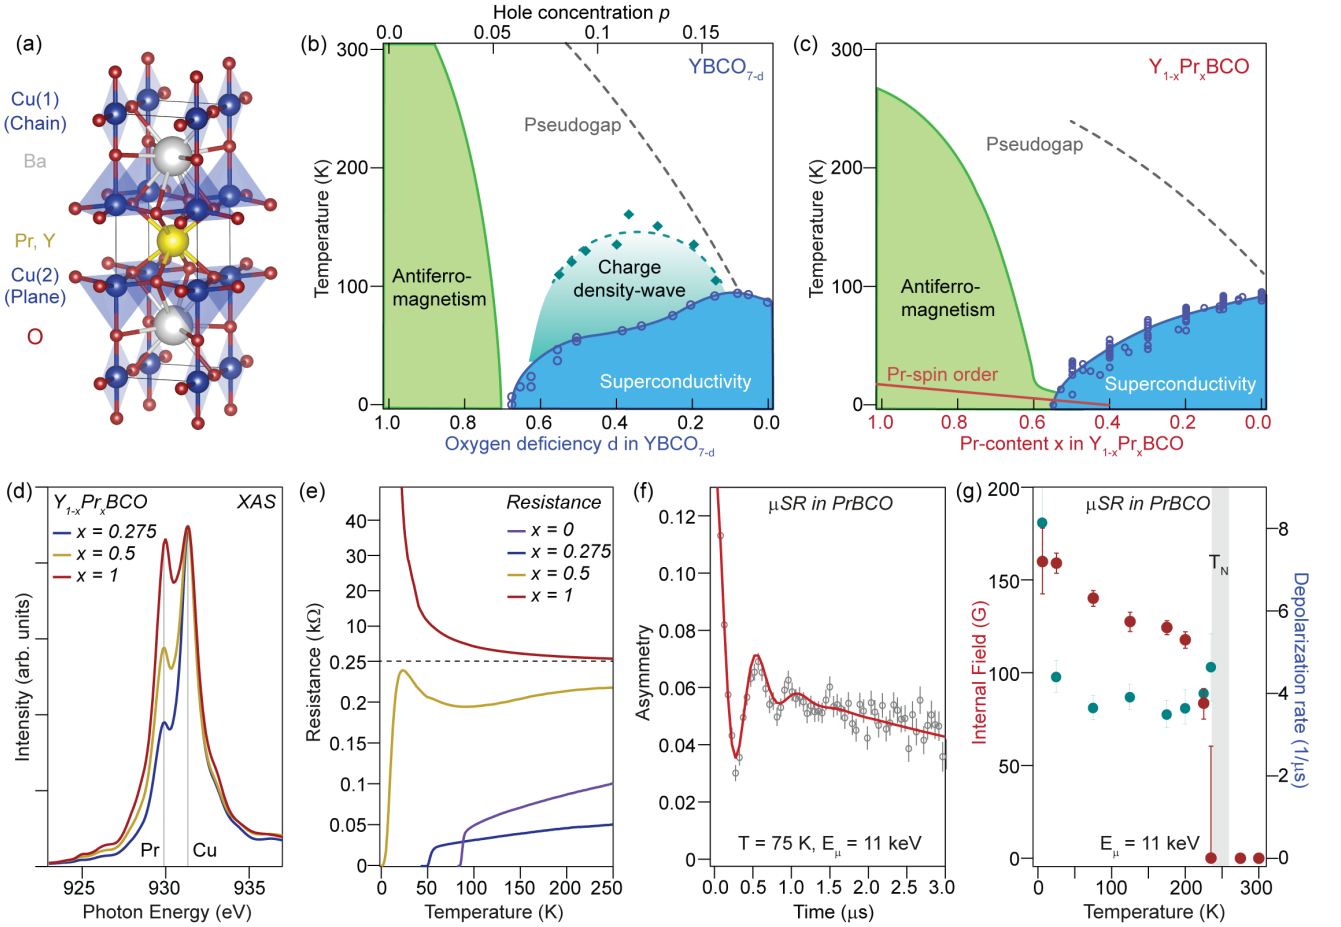 (a)
Cu(1)
(Chain)
Ba
Pr, Y
Cu(2)
(Plane)
O
(b)
Hole concentration p
0.0 0.05 0.1 0.15
YBCO7-d
Pseudogap
Charge
density-wave
Antiferro-
magnetism
Superconductivity
Temperature (K)
300
200
100
0
1.0 0.8 0.6 0.4 0.2 0.0
Oxygen deficiency d in YBCO7-d
(c)
Y1-xPrxBCO
Pseudogap
Antiferro-
magnetism
Pr-spin order
Superconductivity
Temperature (K)
300
200
100
0
1.0 0.8 0.6 0.4 0.2 0.0
Pr-content x in Y1-xPrxBCO
(d)
Y1-xPrxBCO XAS
x = 0.275
x = 0.5
x = 1
Pr Cu
Intensity (arb. units)
925 930 935
Photon Energy (eV)
(e)
Resistance
x = 0
x = 0.275
x = 0.5
x = 1
Resistance (kΩ)
40
30
20
10
0.25
0.2
0.15
0.1
0.05
0
0 50 100 150 200 250
Temperature (K)
(f)
μSR in PrBCO
Asymmetry
0.12
0.10
0.08
0.06
0.04
0.02
0
T = 75 K, Eμ = 11 keV
0.0 0.5 1.0 1.5 2.0 2.5 3.0
Time (μs)
(g)
μSR in PrBCO
TN
Internal Field (G)
200
150
100
50
0
Depolarization rate (1/μs)
8
6
4
2
0
Eμ = 11 keV
0 100 200 300
Temperature (K)